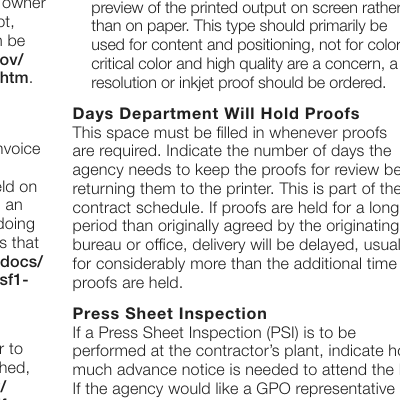 owner
ot,
n be
ov/
htm.
nvoice
eld on
an
doing
s that
docs/
sf1-
r to
hed,
/
preview of the printed output on screen rather
than on paper. This type should primarily be
used for content and positioning, not for color
critical color and high quality are a concern, a
resolution or inkjet proof should be ordered.
Days Department Will Hold Proofs
This space must be filled in whenever proofs
are required. Indicate the number of days the
agency needs to keep the proofs for review be
returning them to the printer. This is part of the
contract schedule. If proofs are held for a long
period than originally agreed by the originating
bureau or office, delivery will be delayed, usual
for considerably more than the additional time
proofs are held.
Press Sheet Inspection
If a Press Sheet Inspection (PSI) is to be
performed at the contractor's plant, indicate ho
much advance notice is needed to attend the
If the agency would like a GPO representative